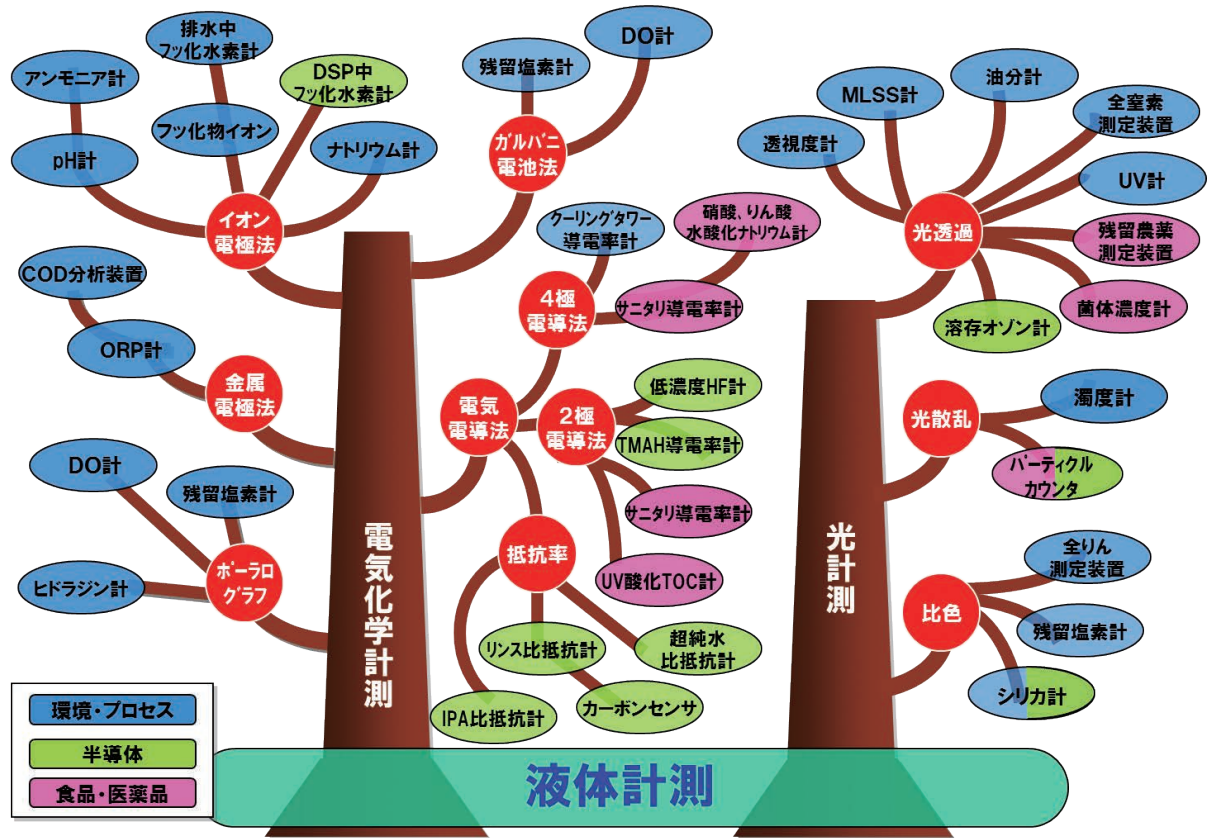 排水中
フッ化水素計
アンモニア計
DSP中
フッ化水素計
フッ化物イオン
pH計
ナトリウム計
イオン
電極法
DO計
残留塩素計
ガルバニ
電池法
COD分析装置
ORP計
金属
電極法
DO計
残留塩素計
ヒドラジン計
ポーラロ
グラフ
電気化学計測
クーリングタワー
導電率計
硝酸、りん酸
水酸化ナトリウム計
4極
電導法
サニタリ導電率計
電気
電導法
2極
電導法
低濃度HF計
TMAH導電率計
サニタリ導電率計
UV酸化TOC計
抵抗率
リンス比抵抗計
超純水
比抵抗計
IPA比抵抗計
カーボンセンサ
MLSS計
油分計
透視度計
全窒素
測定装置
UV計
光透過
残留農薬
測定装置
菌体濃度計
溶存オゾン計
光散乱
濁度計
パーティクル
カウンタ
光計測
全りん
測定装置
比色
残留塩素計
シリカ計
環境・プロセス
半導体
食品・医薬品
液体計測